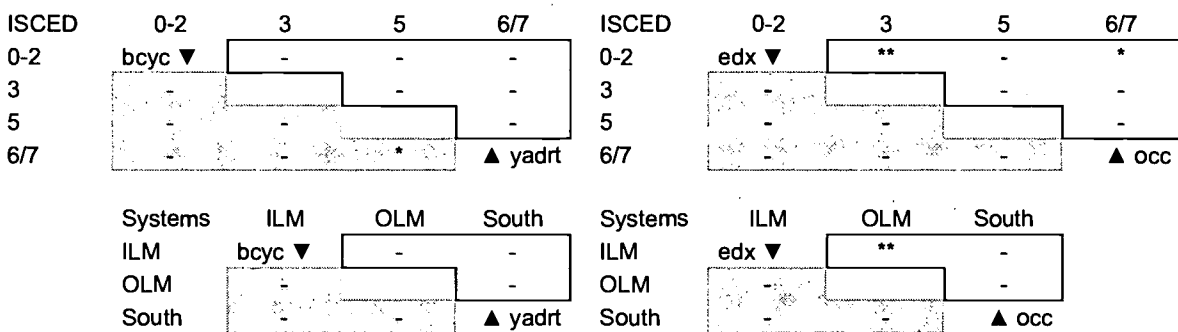 ISCED 0-2 3 5 6/7
0-2 bcyc ▼ - - -
3 - - -
5 - - -
6/7 - - * ▲ yadrt
ISCED 0-2 3 5 6/7
0-2 edx ▼ ** - *
3 - - -
5 - - -
6/7 - - - ▲ occ
Systems ILM OLM South
ILM bcyc ▼ - -
OLM - -
South - - ▲ yadrt
Systems ILM OLM South
ILM edx ▼ ** -
OLM - -
South - - ▲ occ